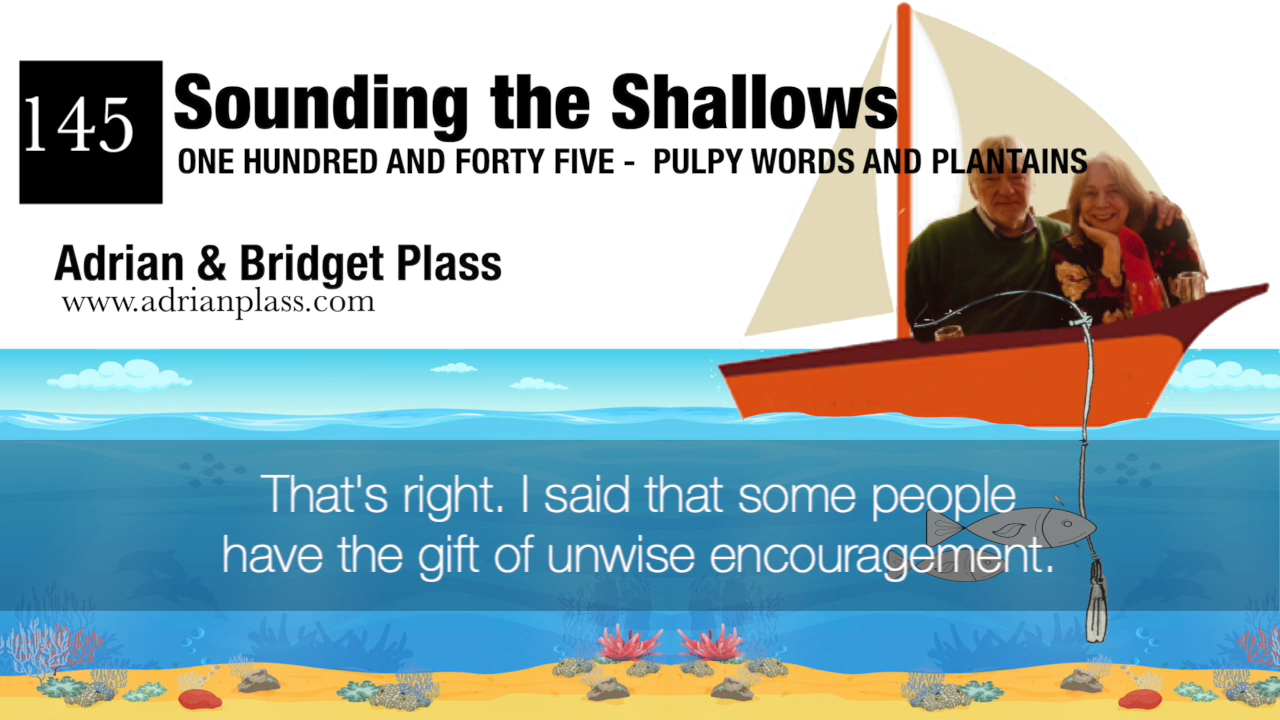 145
Sounding the Shallows
ONE HUNDRED AND FORTY FIVE - PULPY WORDS AND PLANTAINS
Adrian & Bridget Plass
www.adrianplass.com
That's right. I said that some people
have the gift of unwise encouragement.